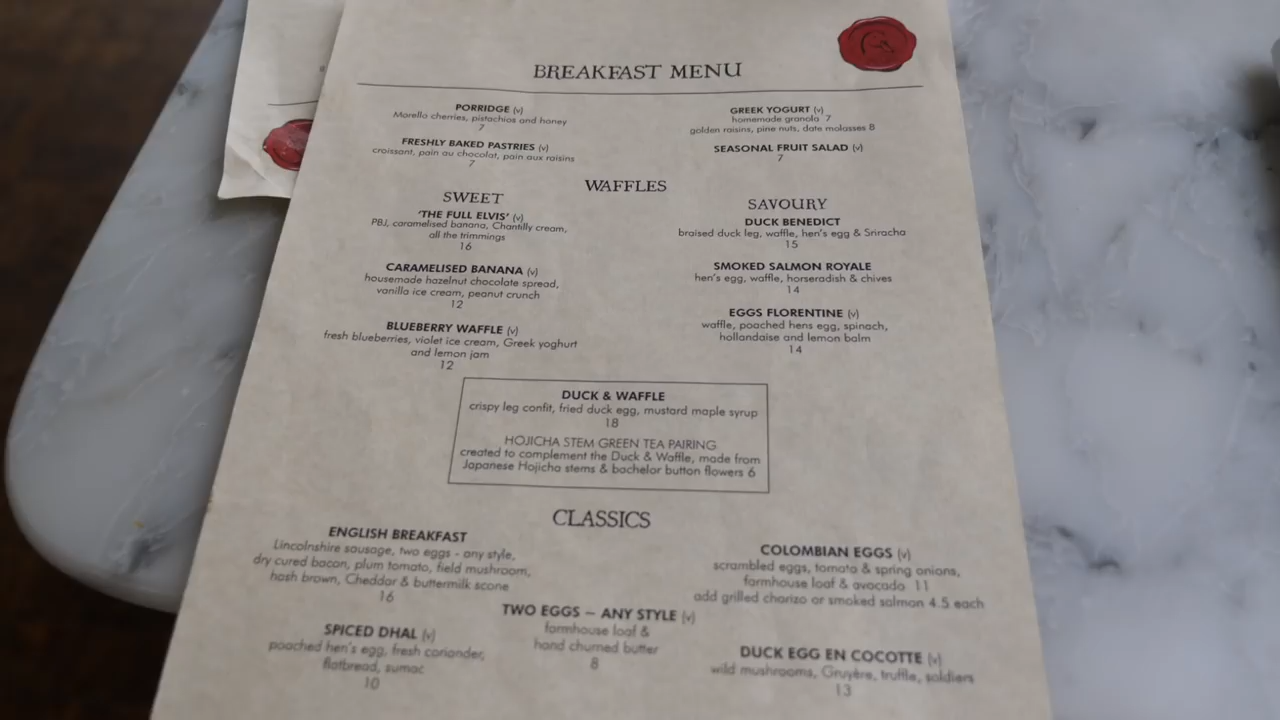 BREAKFAST MENU
PORRIDGE (v)
Morello cherries, pistachios and honey
7
FRESHLY BAKED PASTRIES (v)
croissant, pain au chocolat, pain aux raisins
7
GREEK YOGURT (v)
homemade granola 7
golden raisins, pine nuts, date molasses 8
SEASONAL FRUIT SALAD (v)
7
WAFFLES
SWEET
'THE FULL ELVIS' (v)
PBJ, caramelised banana, Chantilly cream,
all the trimmings
16
CARAMELISED BANANA (v)
housemade hazelnut chocolate spread,
vanilla ice cream, peanut crunch
12
BLUEBERRY WAFFLE (v)
fresh blueberries, violet ice cream, Greek yoghurt
and lemon jam
12
SAVOURY
DUCK BENEDICT
braised duck leg, waffle, hen's egg & Sriracha
15
SMOKED SALMON ROYALE
hen's egg, waffle, horseradish & chives
14
EGGS FLORENTINE (v)
waffle, poached hens egg, spinach,
hollandaise and lemon balm
14
DUCK & WAFFLE
crispy leg confit, fried duck egg, mustard maple syrup
18
HOJICHA STEM GREEN TEA PAIRING
created to complement the Duck & Waffle, made from
Japanese Hojicha stems & bachelor button flowers 6
CLASSICS
ENGLISH BREAKFAST
Lincolnshire sausage, two eggs - any style,
dry cured bacon, plum tomato, field mushroom,
hash brown, Cheddar & buttermilk scone
16
SPICED DHAL (v)
poached hen's egg, fresh coriander,
flatbread, sumac
10
TWO EGGS – ANY STYLE (v)
farmhouse loaf &
hand churned butter
8
COLOMBIAN EGGS (v)
scrambled eggs, tomato & spring onions,
farmhouse loaf & avocado 11
add grilled chorizo or smoked salmon 4.5 each
DUCK EGG EN COCOTTE (v)
wild mushrooms, Gruyère, truffle, soldiers
13